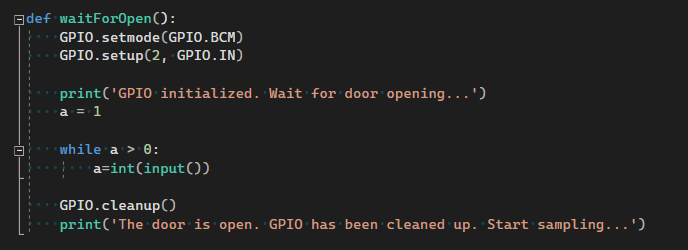 def waitForOpen():
    GPIO.setmode(GPIO.BCM)
    GPIO.setup(2, GPIO.IN)
    print('GPIO initialized. Wait for door opening...')
    a = 1
    while a > 0:
        a=int(input())
    GPIO.cleanup()
    print('The door is open. GPIO has been cleaned up. Start sampling...')